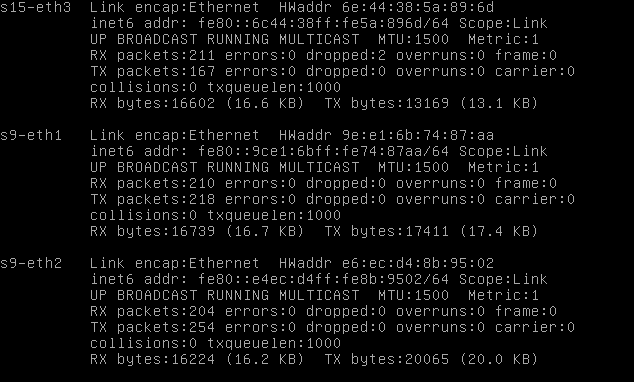 s15-eth3 Link encap:Ethernet HWaddr 6e:44:38:5a:89:6d
inet6 addr: fe80::6c44:38ff:fe5a:896d/64 Scope:Link
UP BROADCAST RUNNING MULTICAST MTU:1500 Metric:1
RX packets:211 errors:0 dropped:2 overruns:0 frame:0
TX packets:167 errors:0 dropped:0 overruns:0 carrier:0
collisions:0 txqueuelen:1000
RX bytes:16602 (16.6 KB) TX bytes:13169 (13.1 KB)
s9-eth1 Link encap:Ethernet HWaddr 9e:e1:6b:74:87:aa
inet6 addr: fe80::9ce1:6bff:fe74:87aa/64 Scope:Link
UP BROADCAST RUNNING MULTICAST MTU:1500 Metric:1
RX packets:210 errors:0 dropped:0 overruns:0 frame:0
TX packets:218 errors:0 dropped:0 overruns:0 carrier:0
collisions:0 txqueuelen:1000
RX bytes:16739 (16.7 KB) TX bytes:17411 (17.4 KB)
s9-eth2 Link encap:Ethernet HWaddr e6:ec:d4:8b:95:02
inet6 addr: fe80::e4ec:d4ff:fe8b:9502/64 Scope:Link
UP BROADCAST RUNNING MULTICAST MTU:1500 Metric:1
RX packets:204 errors:0 dropped:0 overruns:0 frame:0
TX packets:254 errors:0 dropped:0 overruns:0 carrier:0
collisions:0 txqueuelen:1000
RX bytes:16224 (16.2 KB) TX bytes:20065 (20.0 KB)